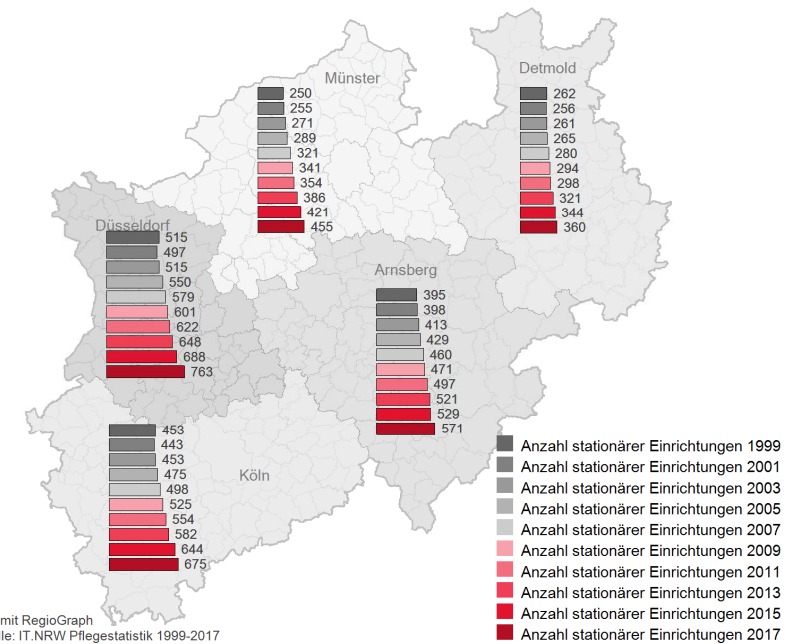 Münster
250
255
271
289
321
341
354
386
421
455
Detmold
262
256
261
265
280
294
298
321
344
360
Düsseldorf
515
497
515
550
579
601
622
648
688
763
Arnsberg
395
398
413
429
460
471
497
521
529
571
Köln
453
443
453
475
498
525
554
582
644
675
Anzahl stationärer Einrichtungen 1999
Anzahl stationärer Einrichtungen 2001
Anzahl stationärer Einrichtungen 2003
Anzahl stationärer Einrichtungen 2005
Anzahl stationärer Einrichtungen 2007
Anzahl stationärer Einrichtungen 2009
Anzahl stationärer Einrichtungen 2011
Anzahl stationärer Einrichtungen 2013
Anzahl stationärer Einrichtungen 2015
Anzahl stationärer Einrichtungen 2017
mit RegioGraph
lle: IT.NRW Pflegestatistik 1999-2017